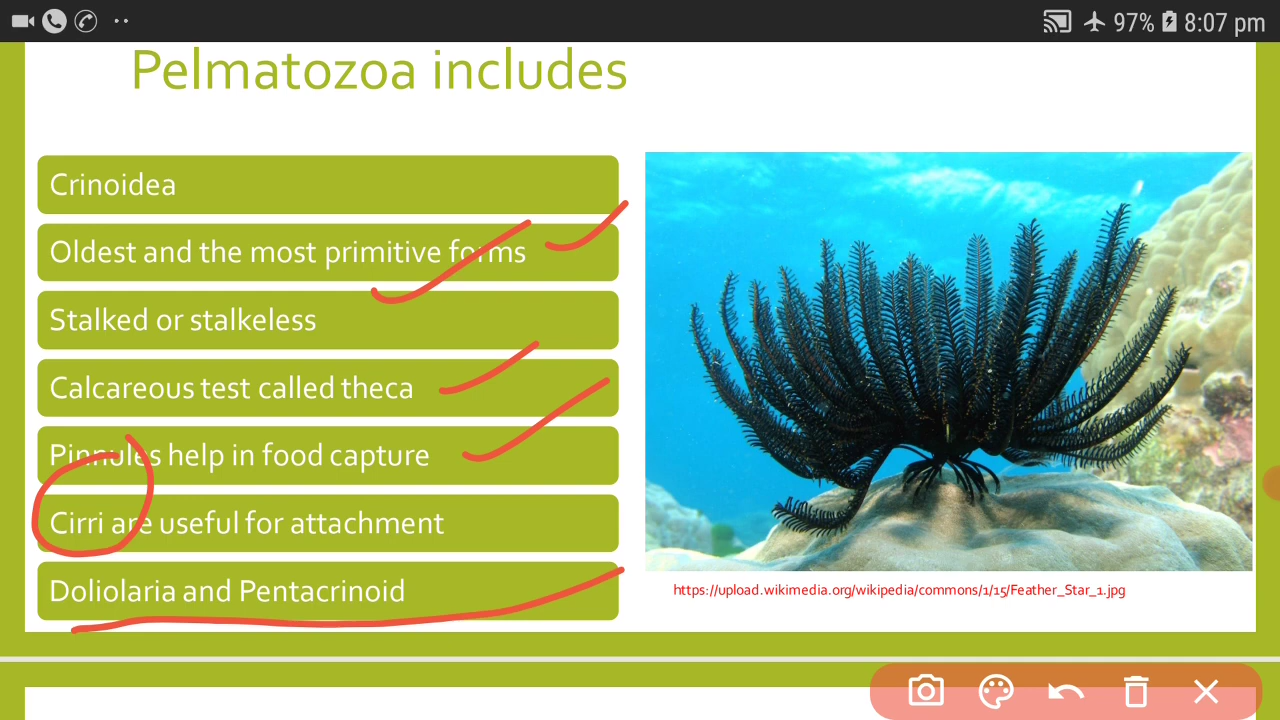 97% 8:07 pm
Pelmatozoa includes
Crinoidea
Oldest and the most primitive forms
Stalked or stalkeless
Calcareous test called theca
Pinnules help in food capture
Cirri are useful for attachment
Doliolaria and Pentacrinoid
https://upload.wikimedia.org/wikipedia/commons/1/15/Feather_Star_1.jpg